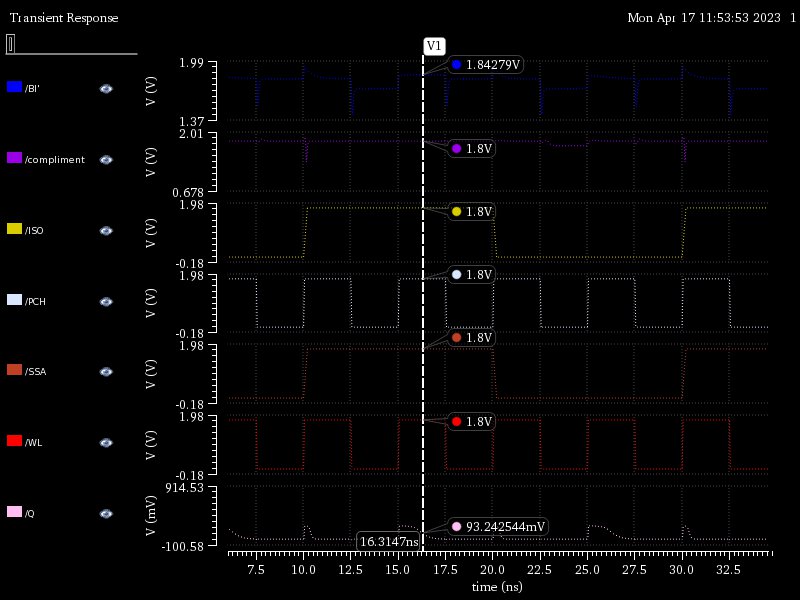 Transient Response
Mon Apr 17 11:53:53 2023 1
V1
/Bl'
V (V)
1.99
1.37
1.84279V
/compliment
V (V)
2.01
0.678
1.8V
/ISO
V (V)
1.98
-0.18
1.8V
/PCH
V (V)
1.98
-0.18
1.8V
/SSA
V (V)
1.98
-0.18
1.8V
/WL
V (V)
1.98
-0.18
1.8V
/Q
V (mV)
914.53
-100.58
93.242544mV
16.3147ns
7.5 10.0 12.5 15.0 17.5 20.0 22.5 25.0 27.5 30.0 32.5
time (ns)